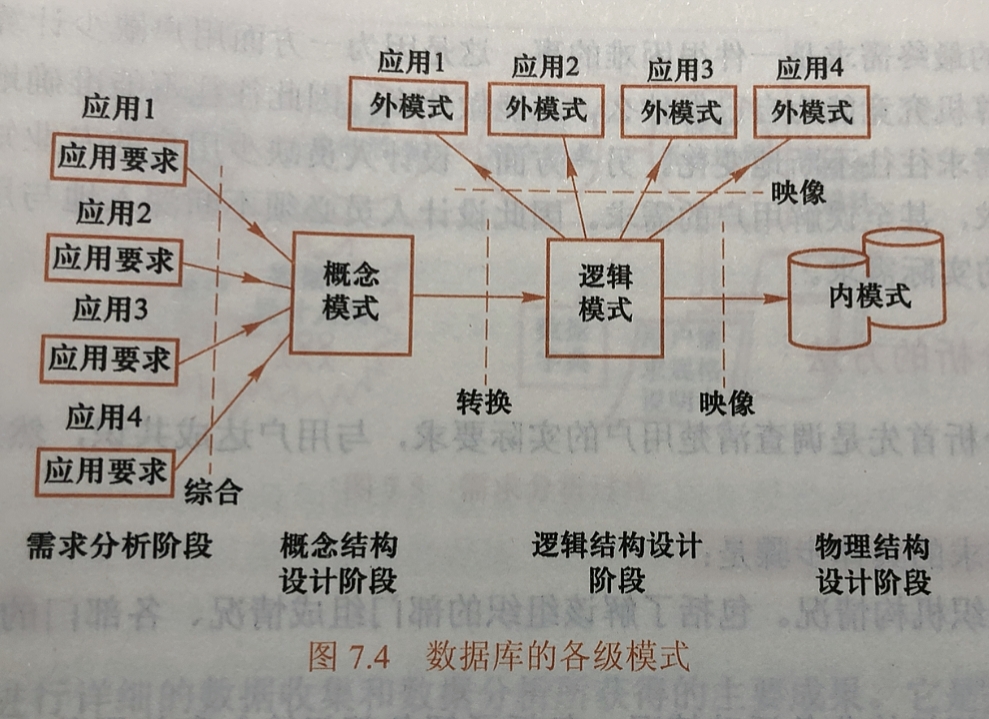 应用1
应用2
应用3
应用4
外模式
外模式
外模式
外模式
应用1
应用要求
映像
应用2
应用要求
概念
模式
逻辑
模式
内模式
应用3
应用要求
转换
映像
应用4
应用要求
综合
需求分析阶段
概念结构
设计阶段
逻辑结构设计
阶段
物理结构
设计阶段
图 7.4 数据库的各级模式